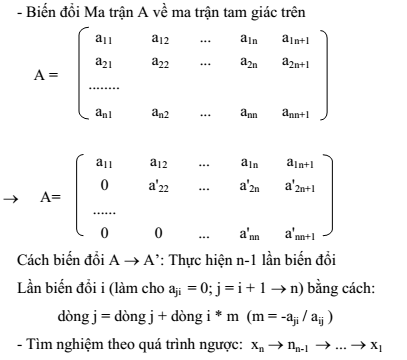 - Biến đổi Ma trận A về ma trận tam giác trên
a11 a12 ... a1n a1n+1
a21 a22 ... a2n a2n+1
A =
........
an1 an2 ... ann ann+1
a11 a12 ... a1n a1n+1
0 a'22 ... a'2n a'2n+1
→ A=
......
0 0 ... a'nn a'nn+1
Cách biến đổi A → A’: Thực hiện n-1 lần biến đổi
Lần biến đổi i (làm cho aji = 0; j = i + 1 → n) bằng cách:
dòng j = dòng j + dòng i * m (m = -aji / aij )
- Tìm nghiệm theo quá trình ngược: xn → nn-1 → ... → x1